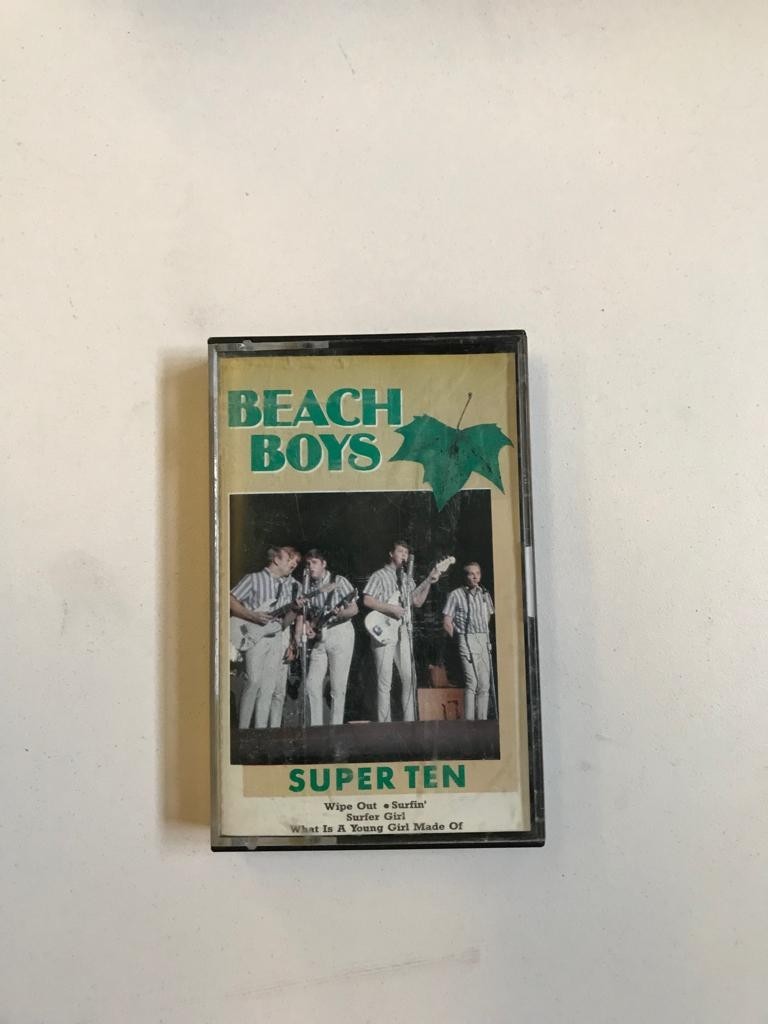 BEACH
BOYS
SUPER TEN
Wipe Out • Surfin'
Surfer Girl
What Is A Young Girl Made Of